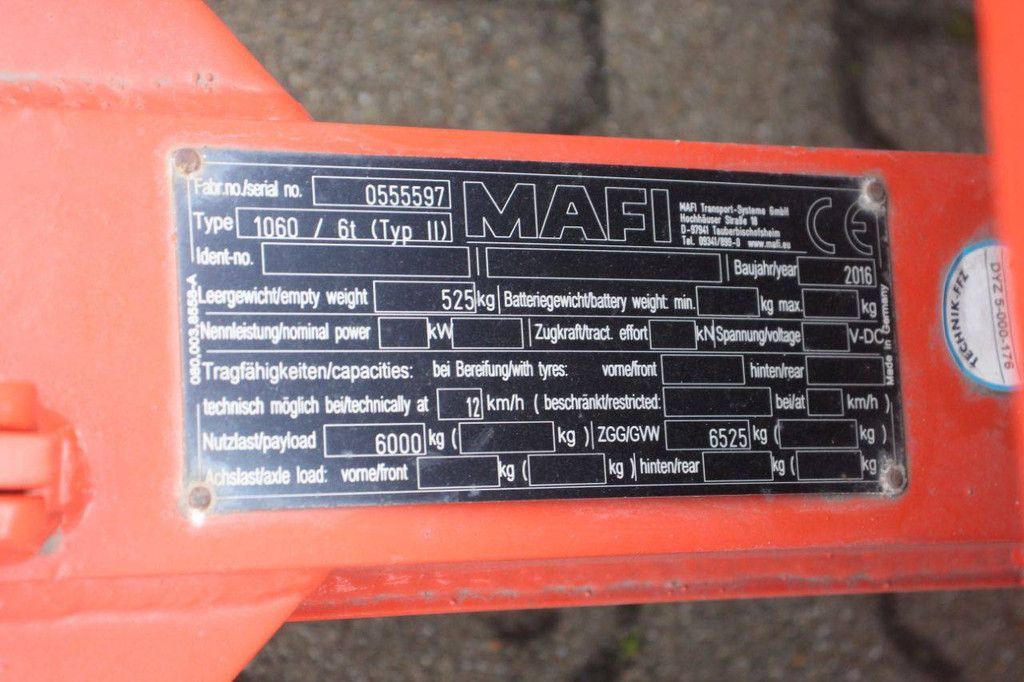 Fabr.no./serial no. 0555597
MAFI
MAFI Transport-Systeme GmbH
Hochhäuser Straße 18
D-97941 Tauberbischofsheim
Tel. 09341/899-0 www.mafi.eu
CE
Type 1060 / 6t (Typ II)
Ident-no. Baujahr/year 2016
Leergewicht/empty weight 525 kg Batteriegewicht/battery weight: min. kg max. kg
Nennleistung/nominal power kW Zugkraft/tract. effort kN Spannung/voltage V-DC
Tragfähigkeiten/capacities: bei Bereifung/with tyres: vorne/front hinten/rear
technisch möglich bei/technically at 12 km/h ( beschränkt/restricted: bei/at km/h )
Nutzlast/payload 6000 kg ( kg ) ZGG/GVW 6525 kg ( kg )
Achslast/axle load: vorne/front kg ( kg ) hinten/rear kg ( kg )
080.003.8558-A
Made in Germany
TECHNIK-FFZ
DVZ 5-000-176